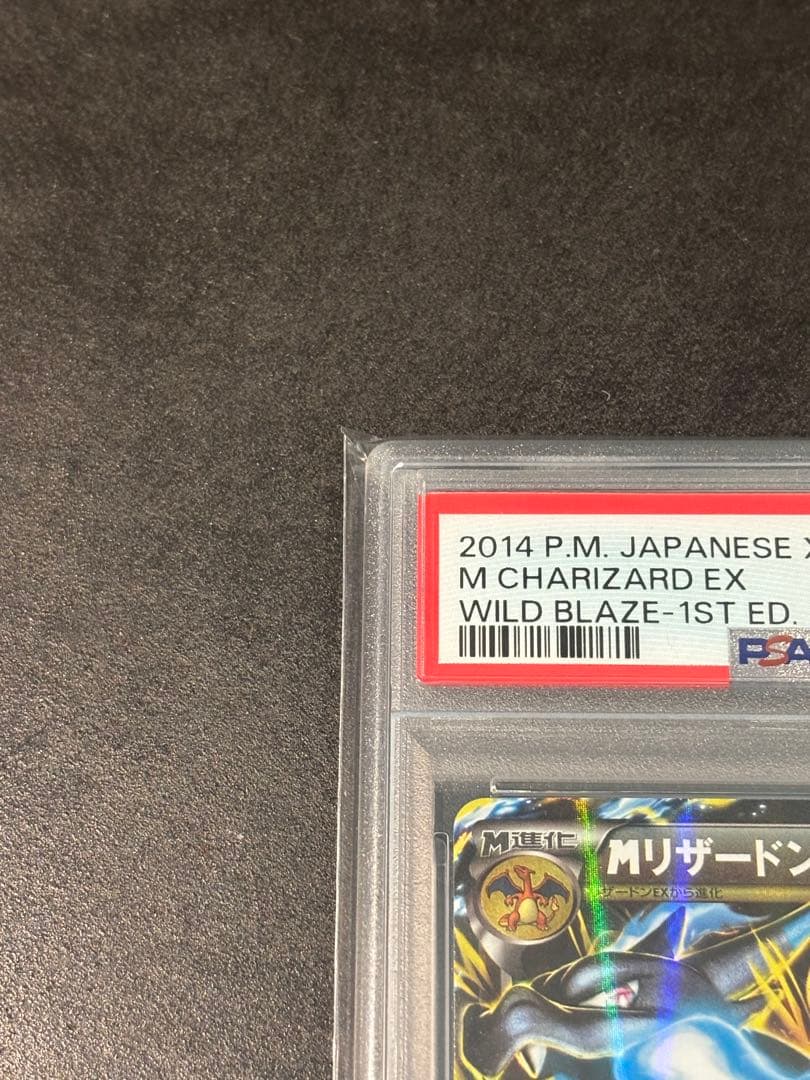 2014 P.M. JAPANESE X
M CHARIZARD EX
WILD BLAZE-1ST ED.
PSA
M進化
Mリザードン
ザードンEXから進化